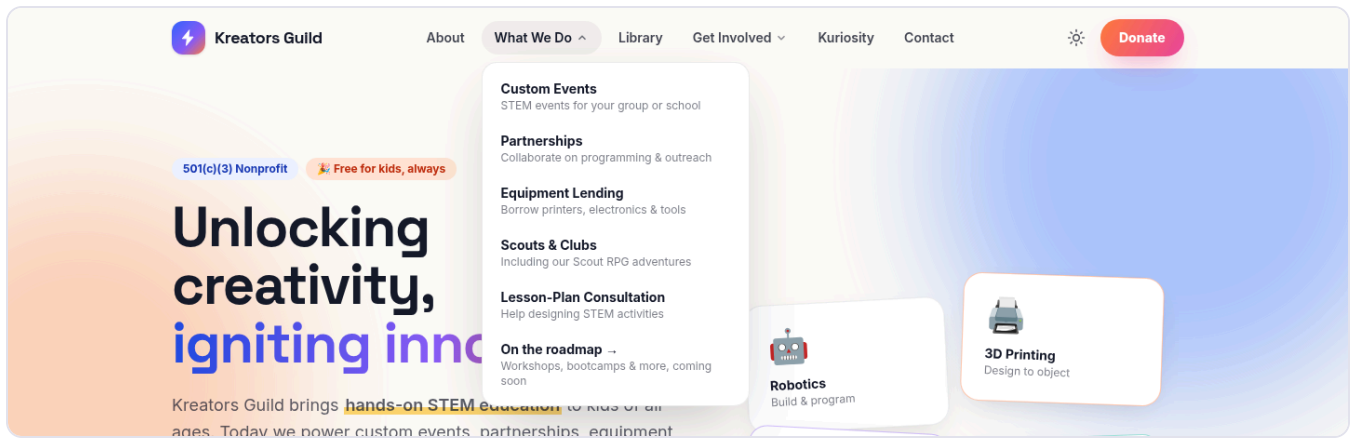 Kreators Guild
About
What We Do
Library
Get Involved
Kuriosity
Contact
Donate
Custom Events
STEM events for your group or school
Partnerships
Collaborate on programming & outreach
Equipment Lending
Borrow printers, electronics & tools
Scouts & Clubs
Including our Scout RPG adventures
Lesson-Plan Consultation
Help designing STEM activities
On the roadmap →
Workshops, bootcamps & more, coming
soon
501(c)(3) Nonprofit
🎉 Free for kids, always
Unlocking
creativity,
igniting
Kreators Guild brings hands-on STEM education to kids of all
ages. Today we power custom events, partnerships, equipment
Robotics
Build & program
3D Printing
Design to object